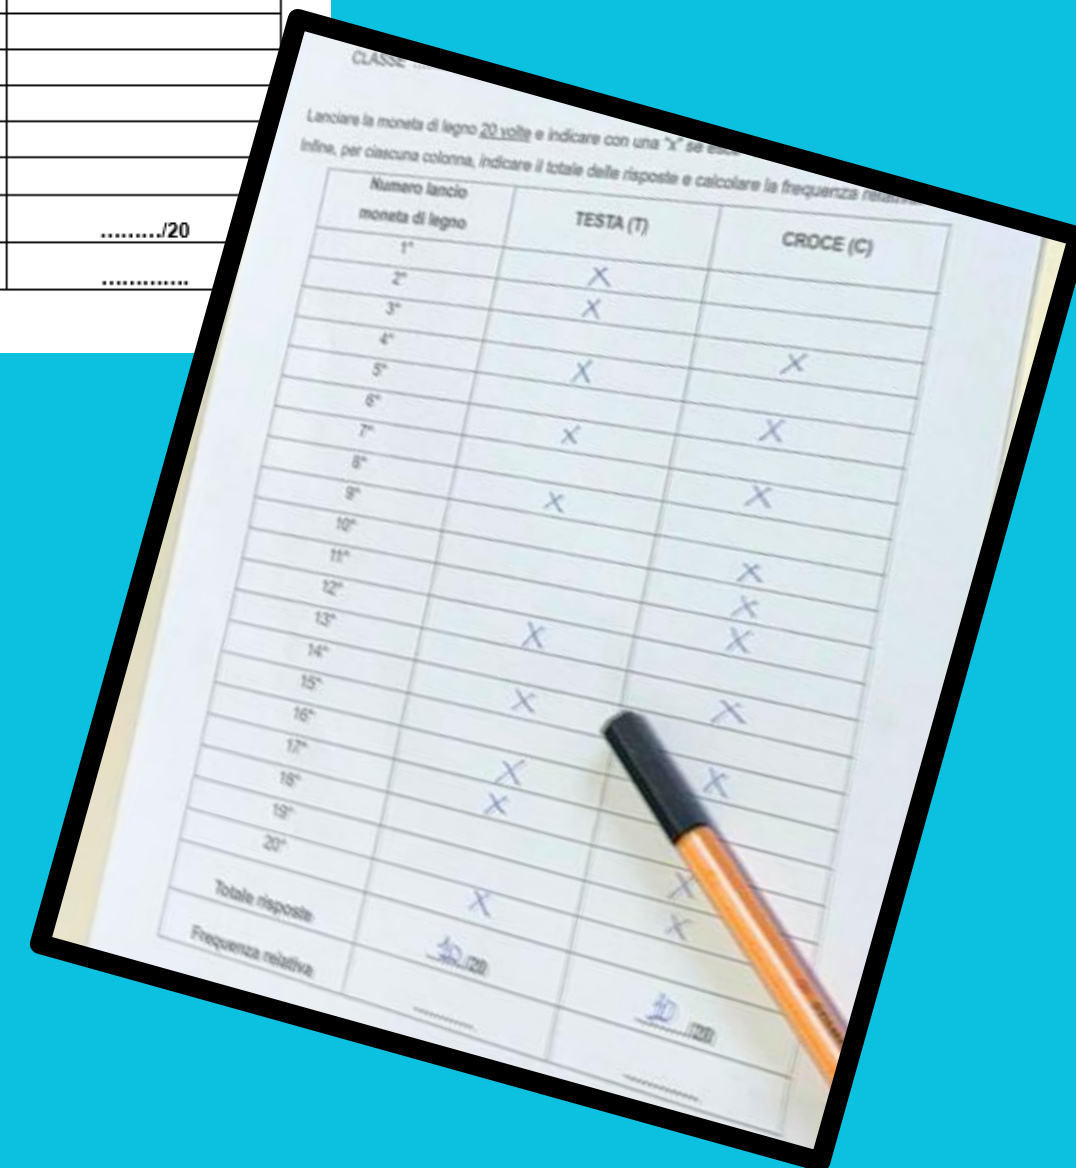 ………/20
………….
CLASSE ...
Lanciare la moneta di legno 20 volte e indicare con una "x" se
Infine, per ciascuna colonna, indicare il totale delle risposte e calcolare la frequenza
Numero lancio moneta di legno TESTA (T) CROCE (C)
1° X
2° X
3° X
4° X
5° X
6° X
7° X
8° X
9° X
10° X
11° X
12° X
13° X
14° X
15° X
16° X
17° X
18° X
19° X
20° X
Totale risposte 10/20 10/20
Frequenza relativa ............. .............